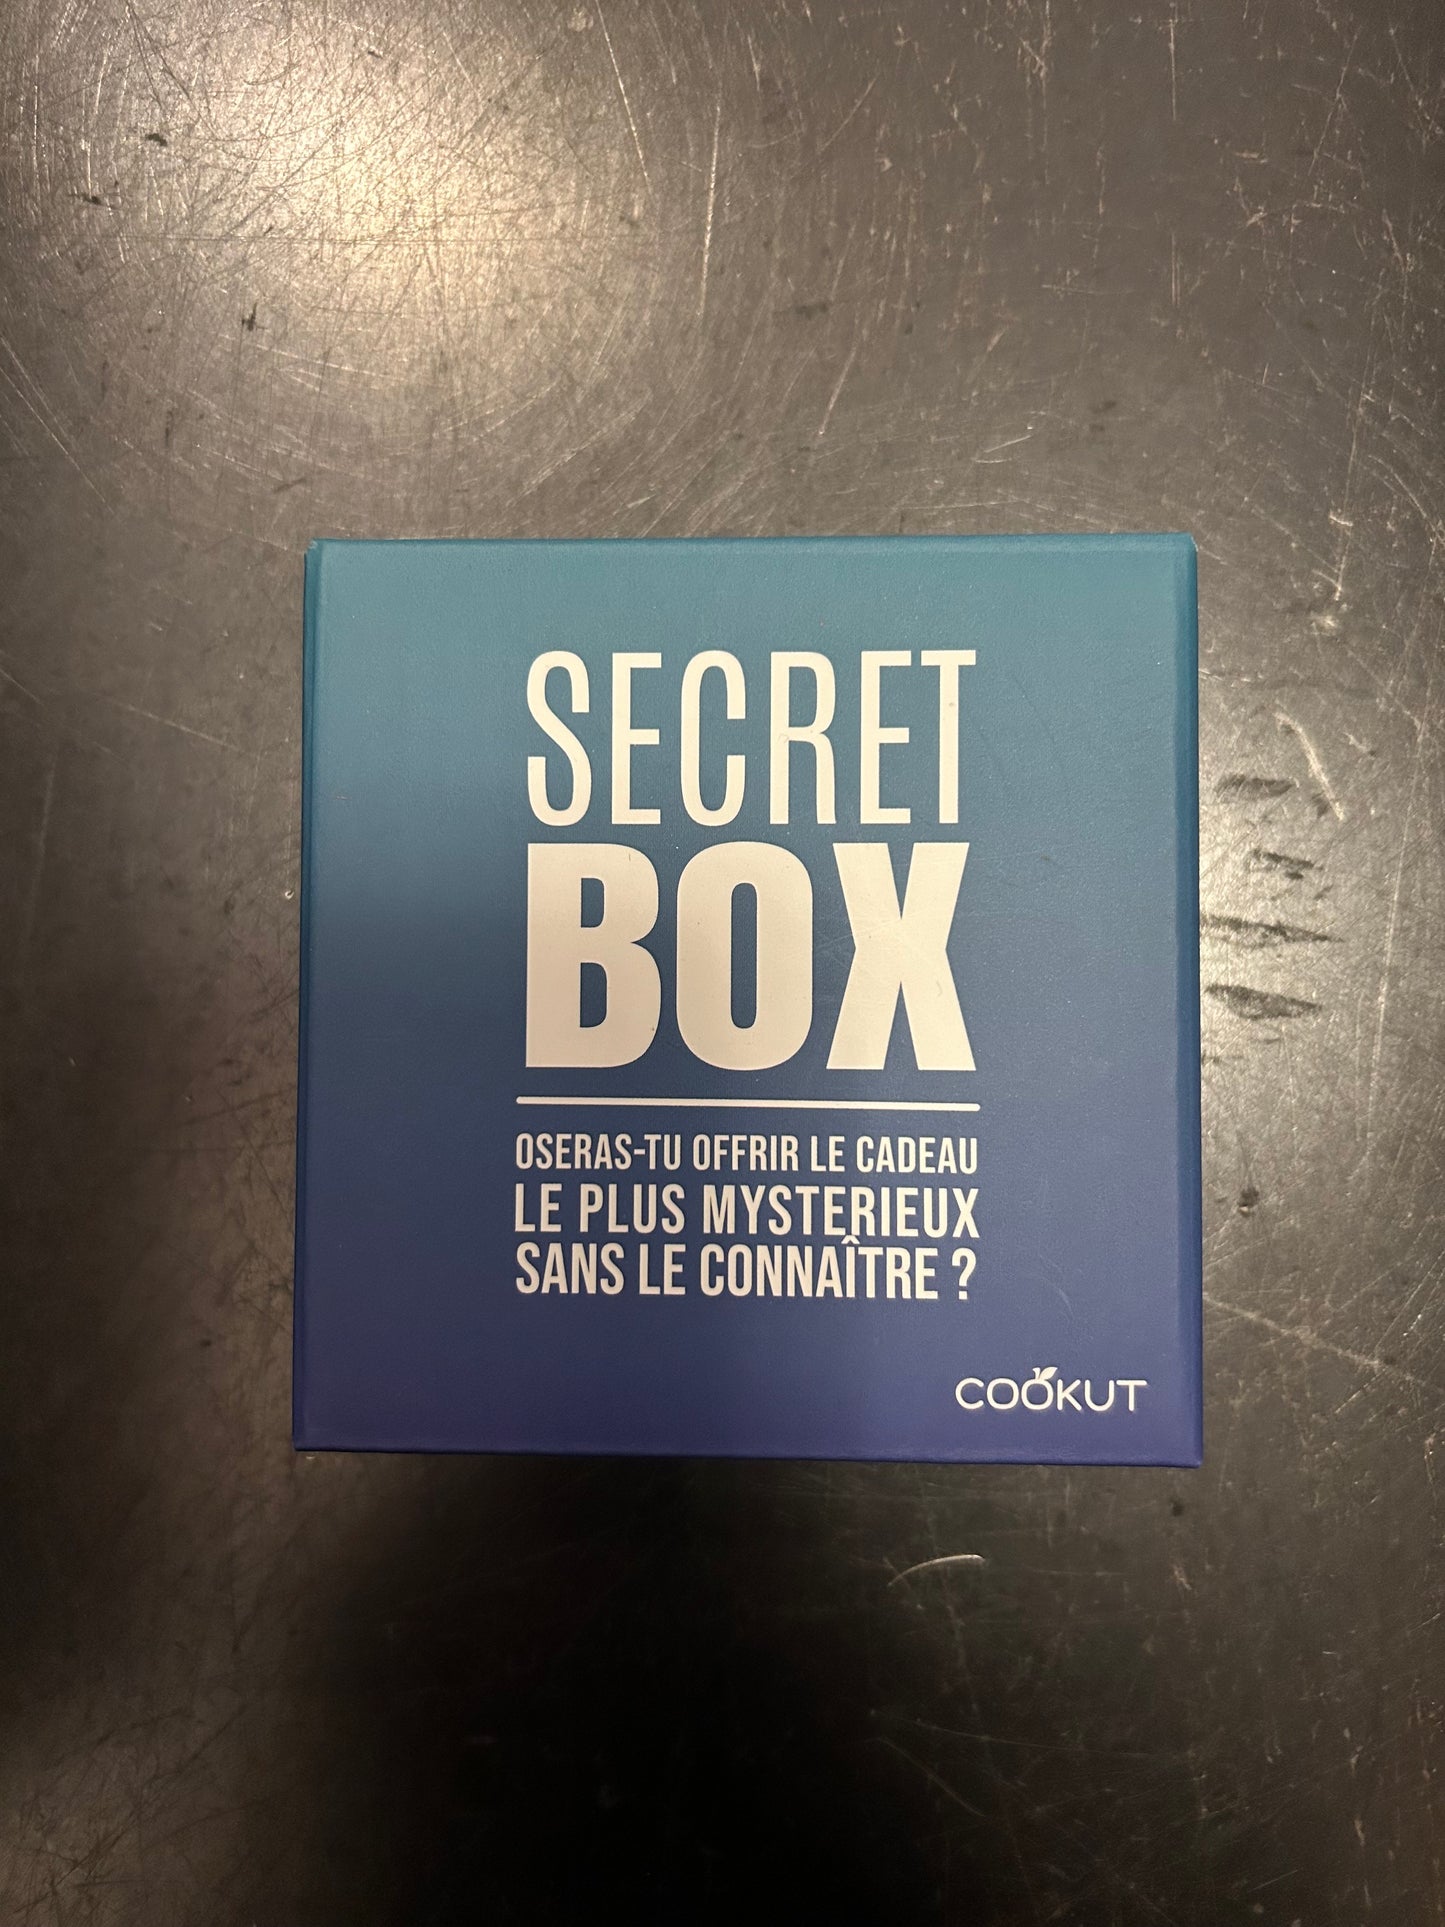 SECRET
BOX
OSERAS-TU OFFRIR LE CADEAU
LE PLUS MYSTERIEUX
SANS LE CONNAÎTRE ?
COOKUT